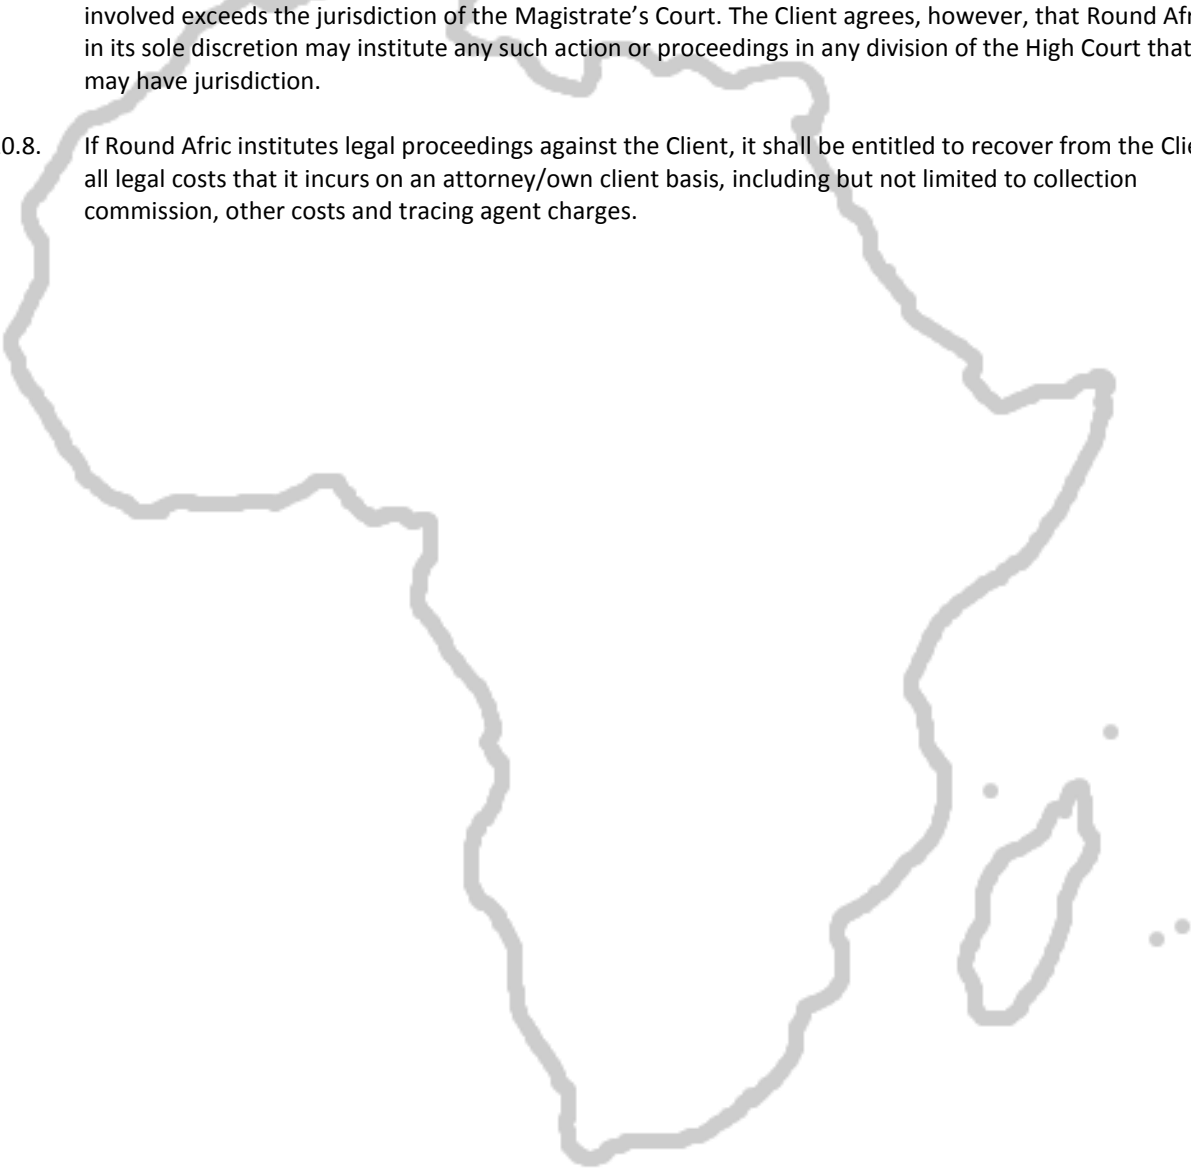 involved exceeds the jurisdiction of the Magistrate’s Court. The Client agrees, however, that Round
in its sole discretion may institute any such action or proceedings in any division of the High Court that
may have jurisdiction.
0.8. If Round Afric institutes legal proceedings against the Client, it shall be entitled to recover from the
all legal costs that it incurs on an attorney/own client basis, including but not limited to collection
commission, other costs and tracing agent charges.